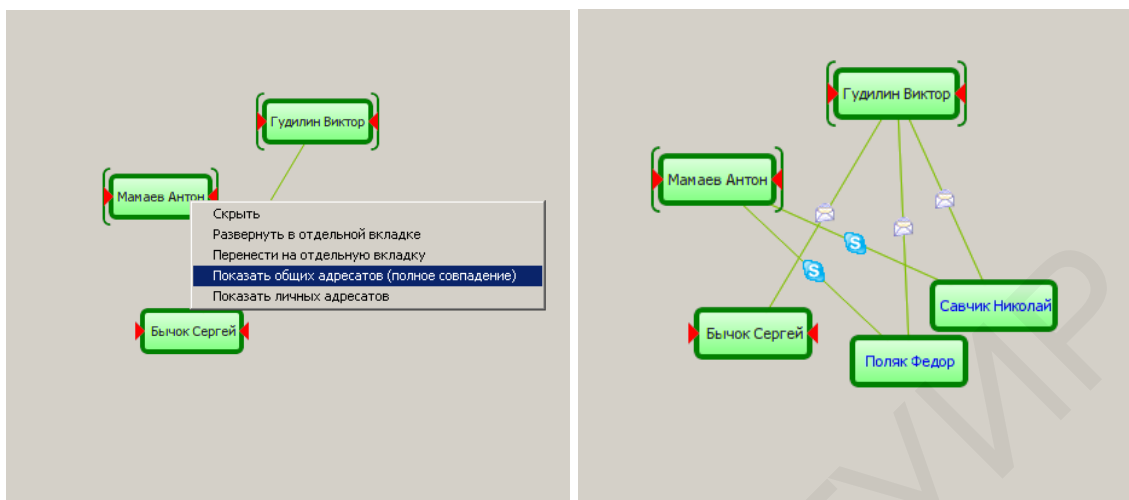 Гудилин Виктор
Мамаев Антон
Скрыть
Развернуть в отдельной вкладке
Перенести на отдельную вкладку
Показать общих адресатов (полное совпадение)
Показать личных адресатов
Бычок Сергей
Гудилин Виктор
Мамаев Антон
Савчик Николай
Бычок Сергей
Поляк Федор